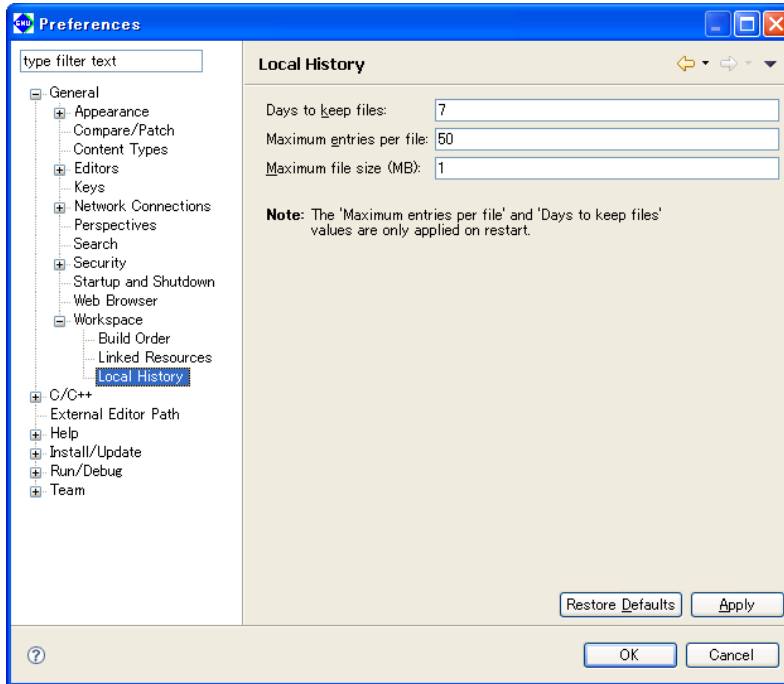 GNU Preferences
type filter text
Local History
General
Appearance
Compare/Patch
Content Types
Editors
Keys
Network Connections
Perspectives
Search
Security
Startup and Shutdown
Web Browser
Workspace
Build Order
Linked Resources
Local History
C/C++
External Editor Path
Help
Install/Update
Run/Debug
Team
Days to keep files: 7
Maximum entries per file: 50
Maximum file size (MB): 1
Note: The 'Maximum entries per file' and 'Days to keep files'
values are only applied on restart.
Restore Defaults Apply
? OK Cancel